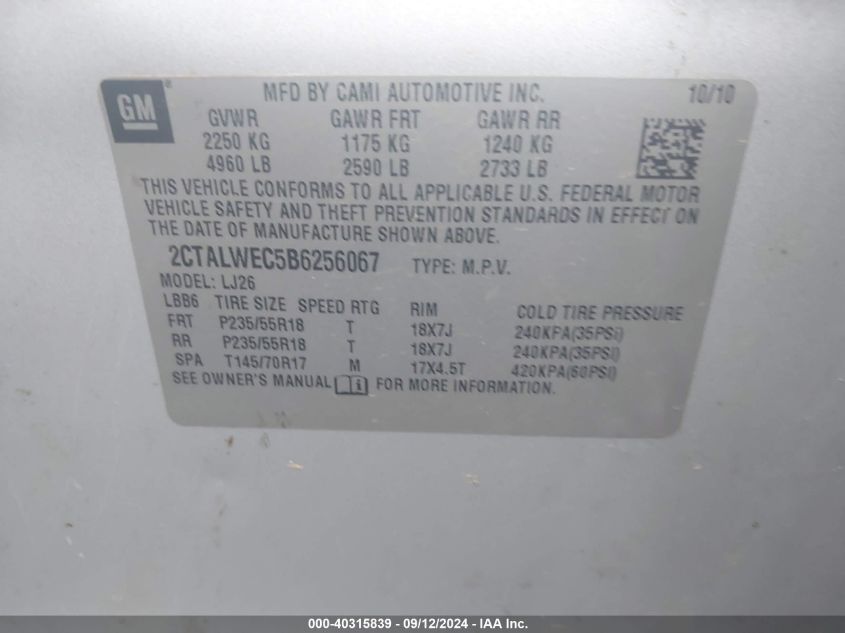 GM ®
MFD BY CAMI AUTOMOTIVE INC. 10/10
GVWR GAWR FRT GAWR RR
2250 KG 1175 KG 1240 KG
4960 LB 2590 LB 2733 LB
THIS VEHICLE CONFORMS TO ALL APPLICABLE U.S. FEDERAL MOTOR
VEHICLE SAFETY AND THEFT PREVENTION STANDARDS IN EFFECT ON
THE DATE OF MANUFACTURE SHOWN ABOVE.
2CTALWEC5B6256067 TYPE: M.P.V.
MODEL: LJ26
LBB6 TIRE SIZE SPEED RTG RIM COLD TIRE PRESSURE
FRT P235/55R18 T 18X7J 240KPA(35PSI)
RR P235/55R18 T 18X7J 240KPA(35PSI)
SPA T145/70R17 M 17X4.5T 420KPA(60PSI)
SEE OWNER'S MANUAL i FOR MORE INFORMATION.
000-40315839 - 09/12/2024 - IAA Inc.